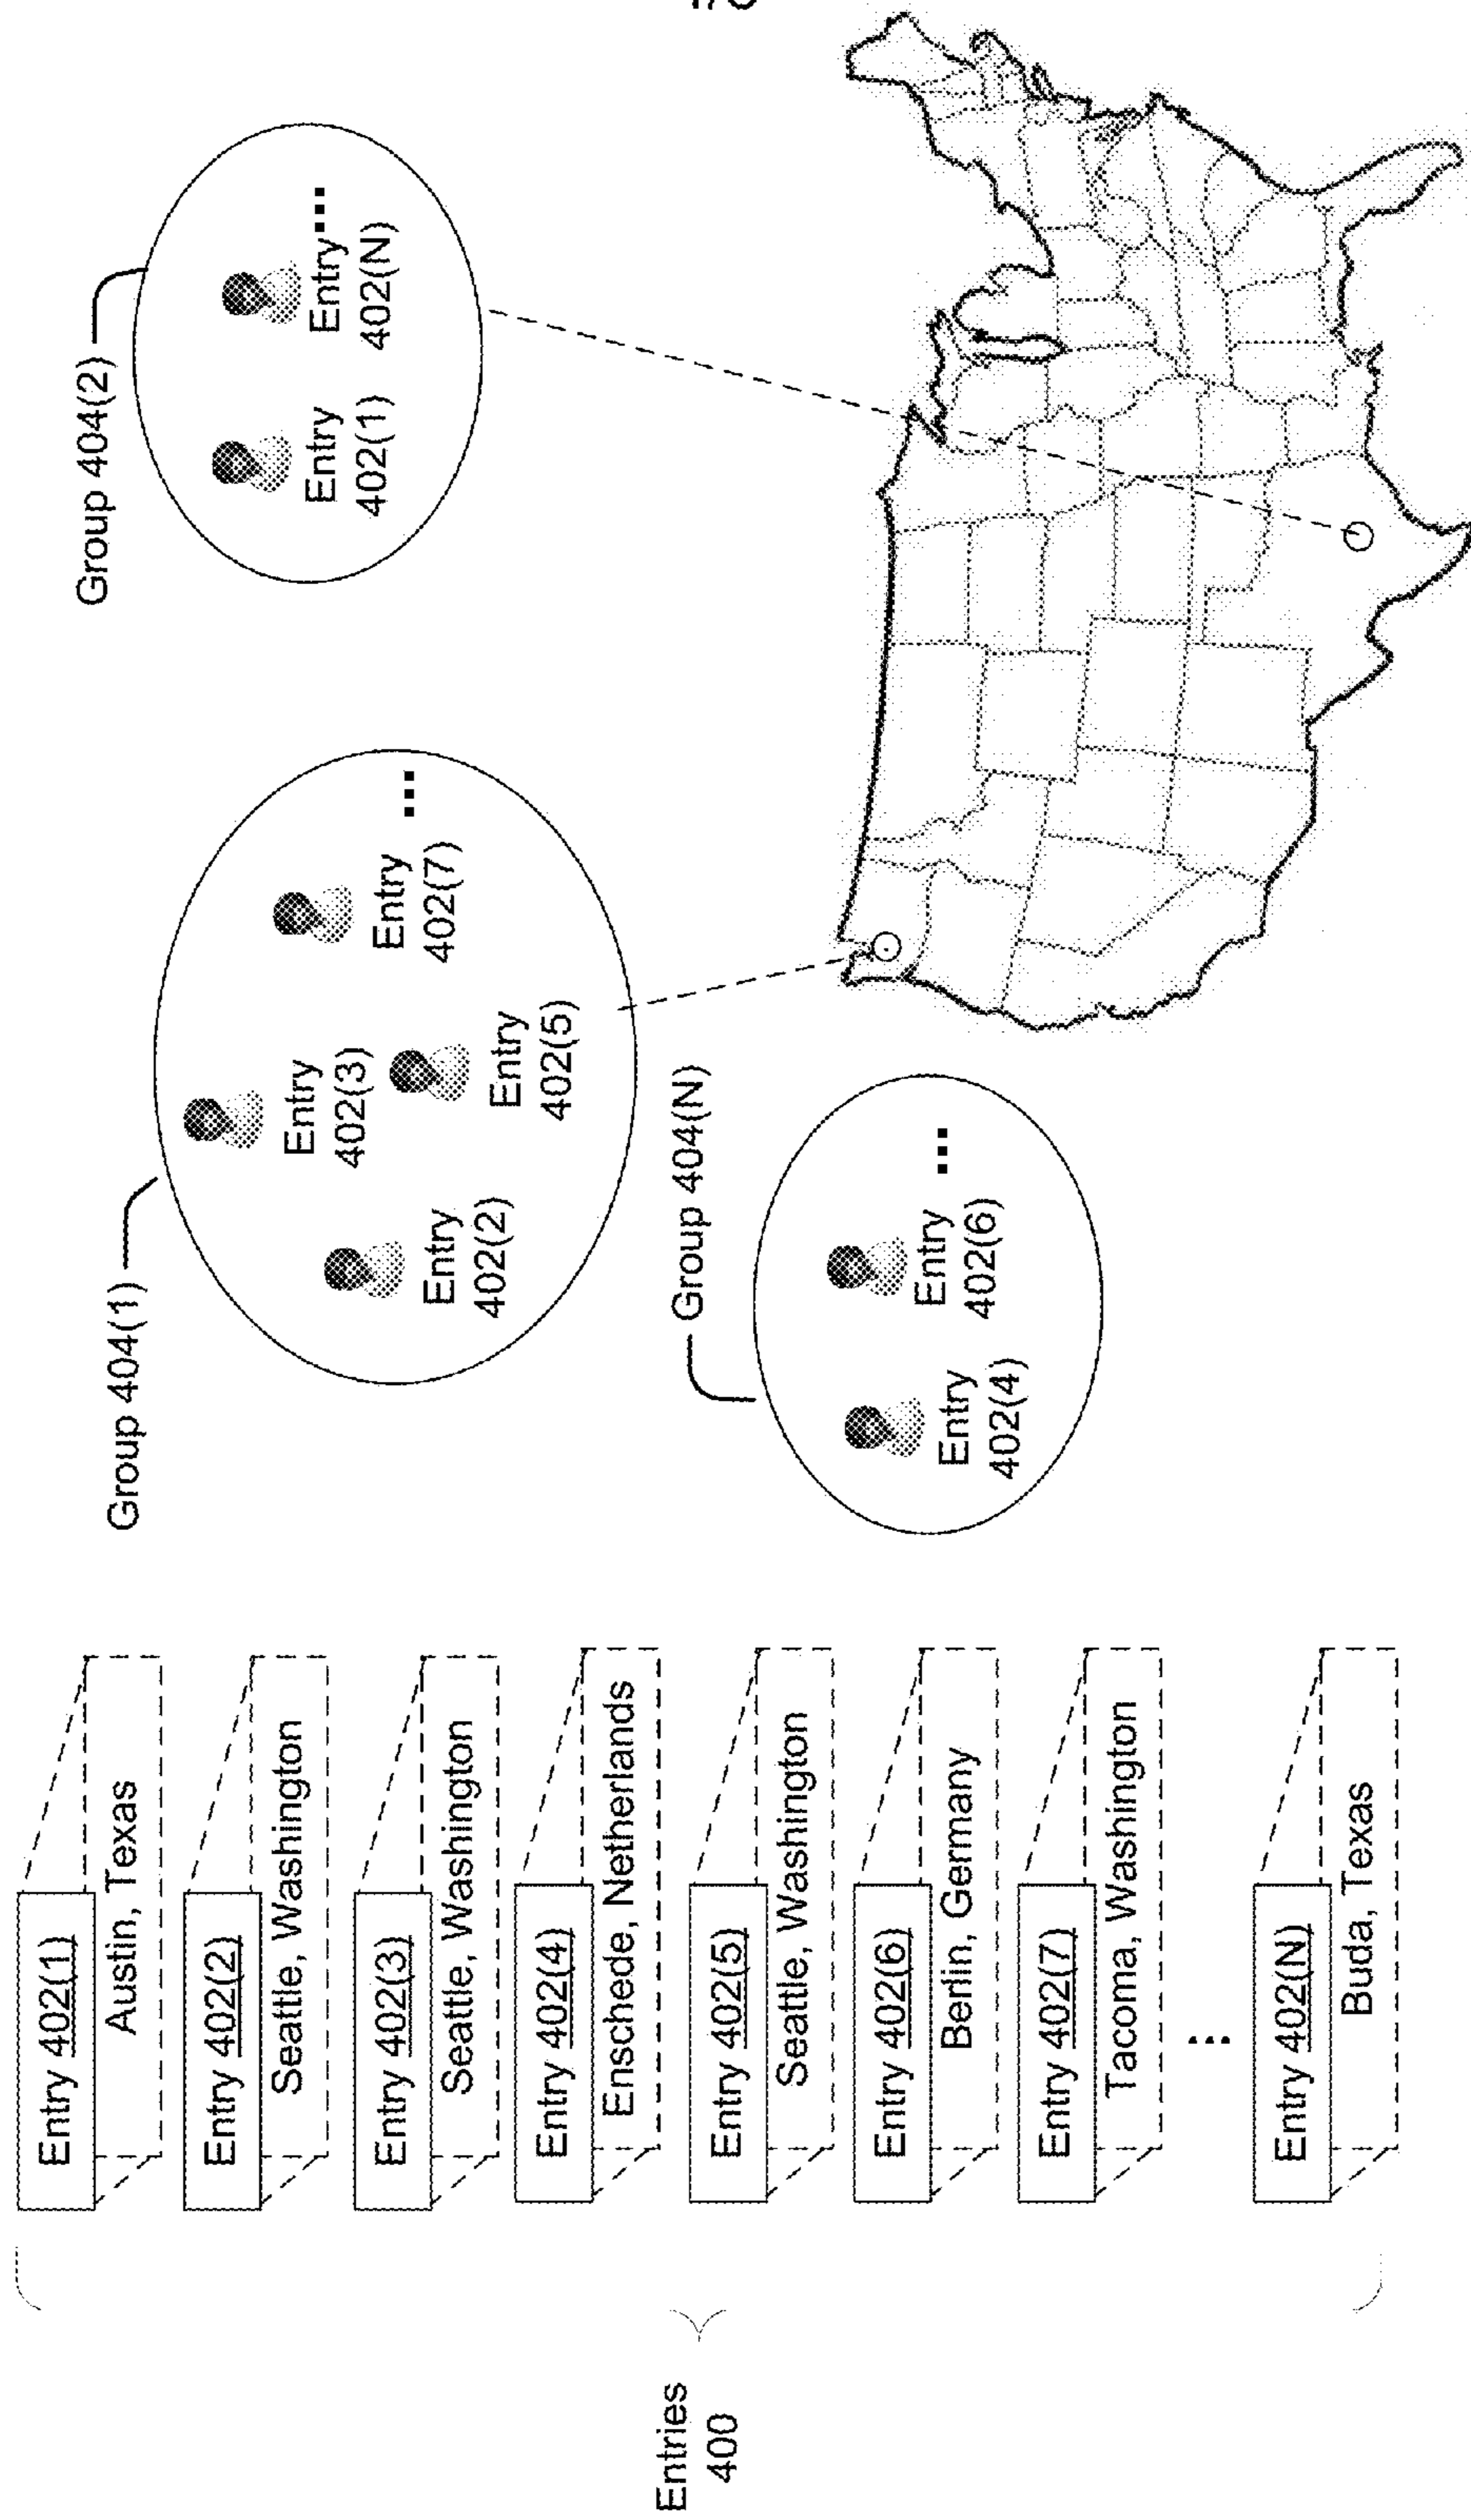 Entries
400
Entry 402(1)
Austin, Texas
Entry 402(2)
Seattle, Washington
Entry 402(3)
Seattle, Washington
Entry 402(4)
Enschede, Netherlands
Entry 402(5)
Seattle, Washington
Entry 402(6)
Berlin, Germany
Entry 402(7)
Tacoma, Washington
...
Entry 402(N)
Buda, Texas
Group 404(1)
Entry
402(2)
Entry
402(3)
Entry
402(5)
Entry
402(7)
...
Group 404(2)
Entry
402(1)
Entry
402(N)
...
Group 404(N)
Entry
402(4)
Entry
402(6)
...